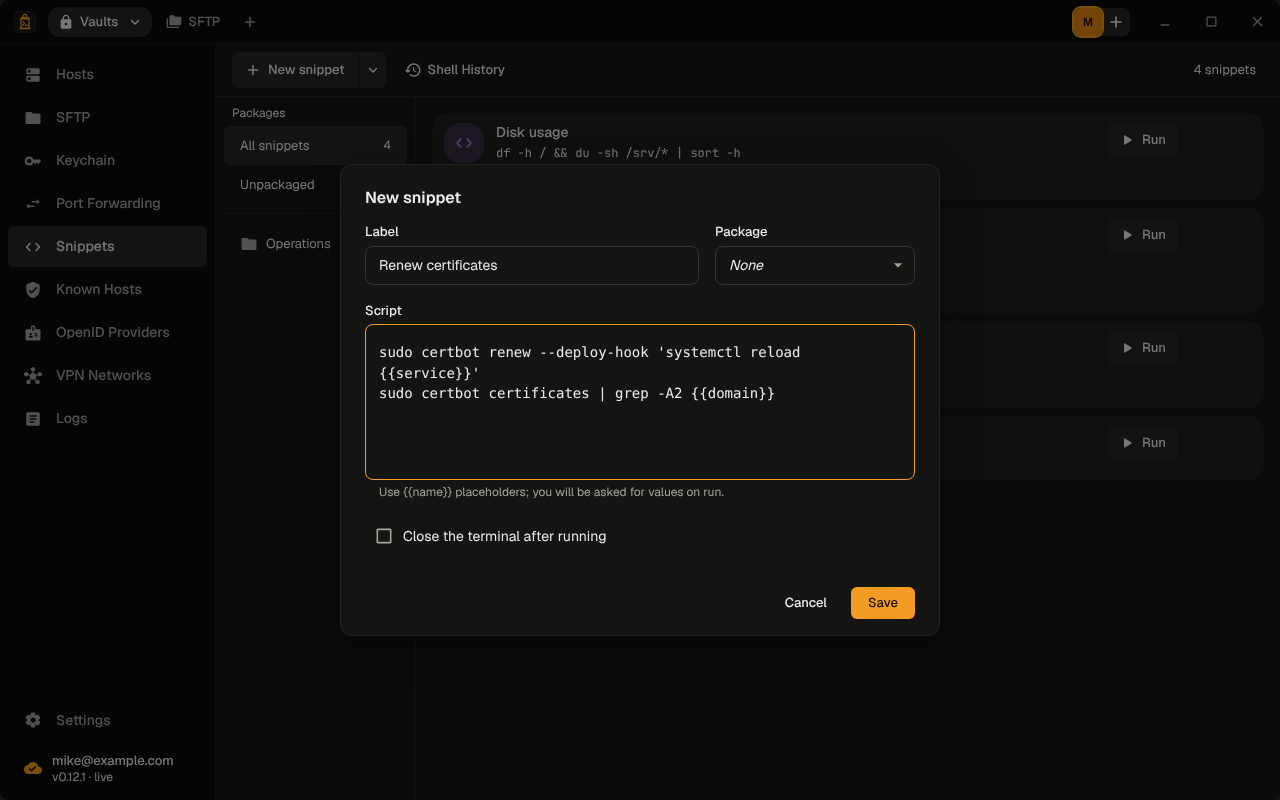 Vaults
SFTP
M
Hosts
SFTP
Keychain
Port Forwarding
Snippets
Known Hosts
OpenID Providers
VPN Networks
Logs
Settings
mike@example.com
v0.12.1 · live
New snippet
Shell History
4 snippets
Packages
All snippets 4
Unpackaged
Operations
Disk usage
df -h / && du -sh /srv/* | sort -h
Run
Run
Run
Run
New snippet
Label
Package
Renew certificates
None
Script
sudo certbot renew --deploy-hook 'systemctl reload
{{service}}'
sudo certbot certificates | grep -A2 {{domain}}
Use {{name}} placeholders; you will be asked for values on run.
Close the terminal after running
Cancel
Save